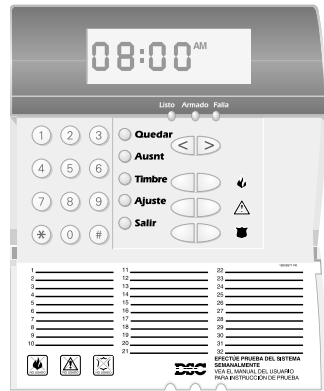 08:00 AM
Listo Armado Falla
1 2 3
4 5 6
7 8 9
* 0 #
Quedar
Ausnt
Timbre
Ajuste
Salir
< >
1
2
3
4
5
6
7
8
9
10
11
12
13
14
15
16
17
18
19
20
21
22
23
24
25
26
27
28
29
30
31
32
DSC
EFECTÚE PRUEBA DEL SISTEMA
SEMANALMENTE
VEA EL MANUAL DEL USUARIO
PARA INSTRUCCIÓN DE PRUEBA